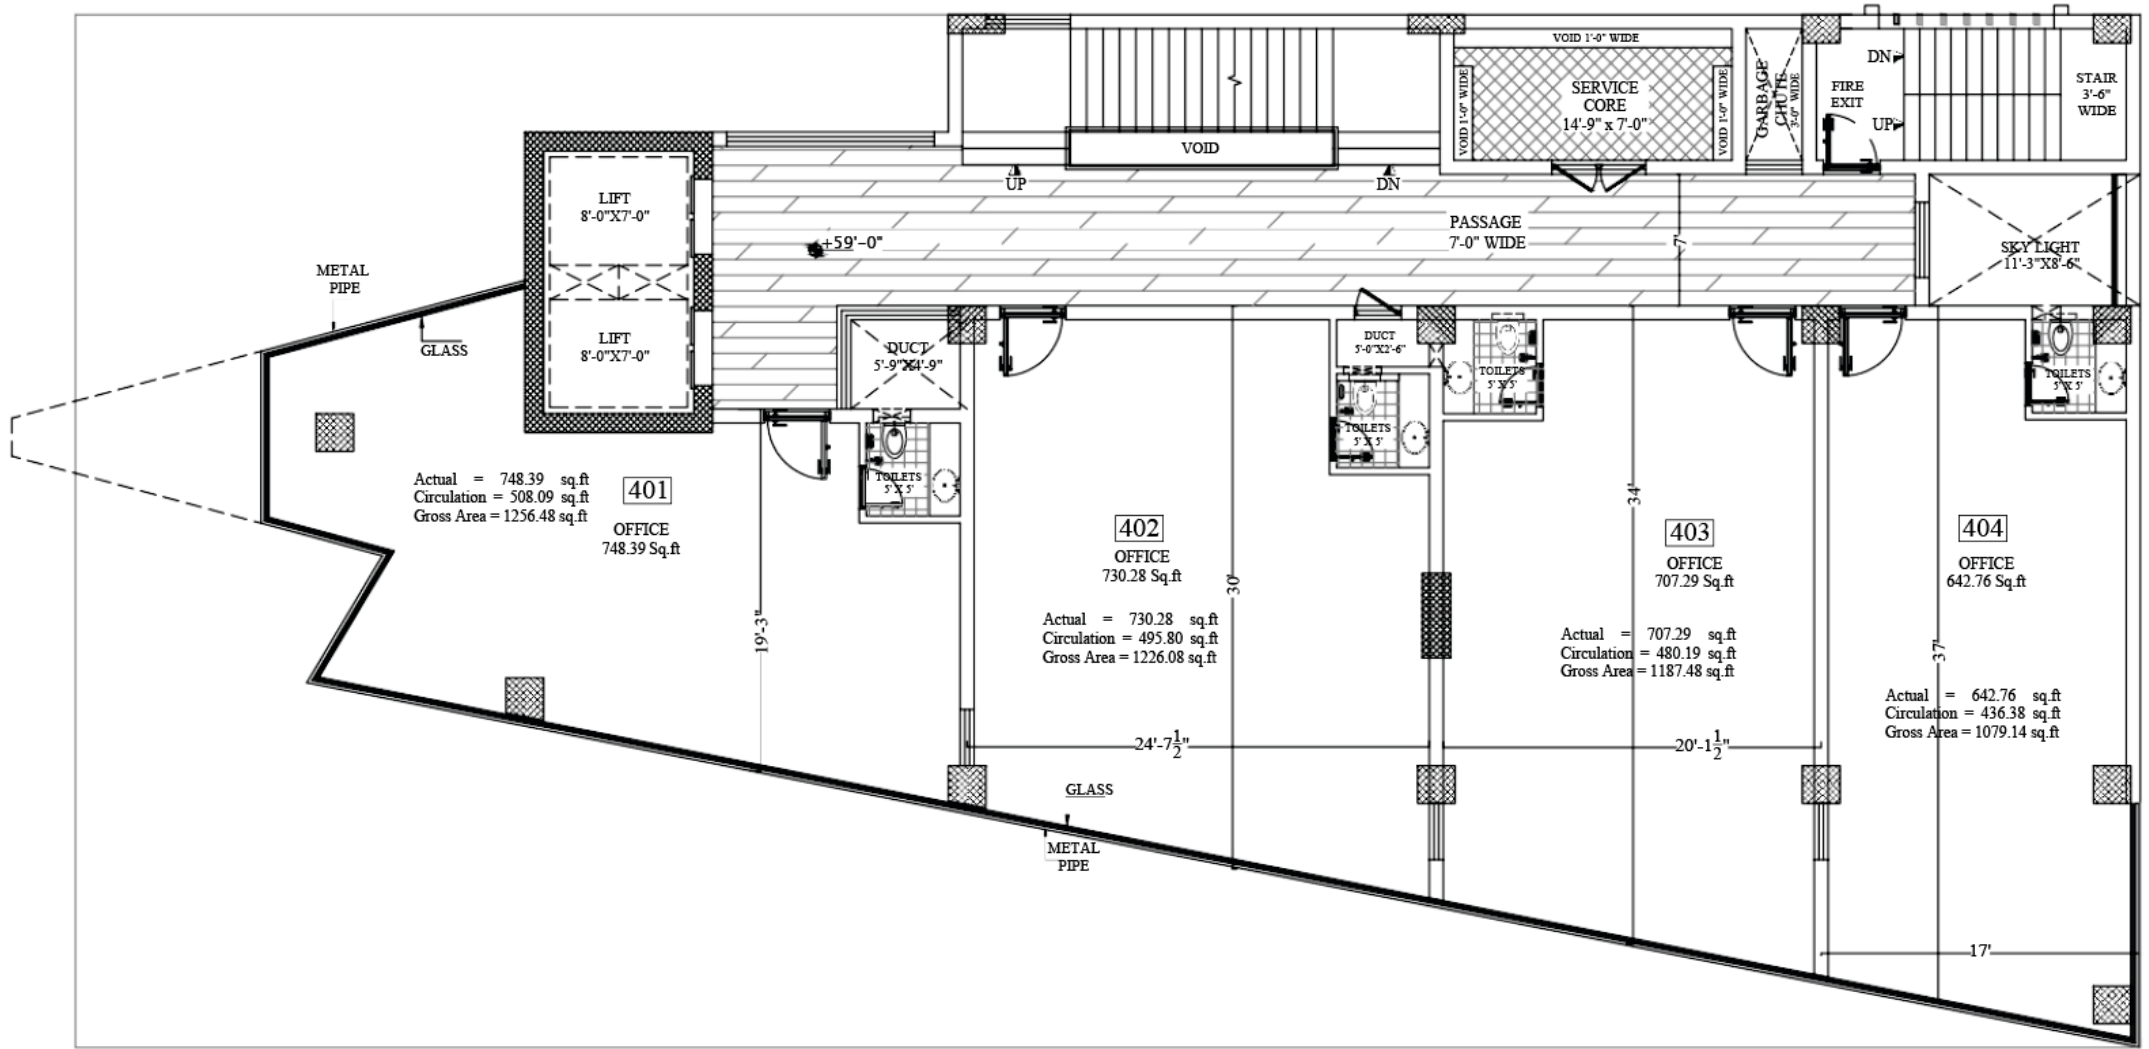 VOID 1'-0" WIDE
VOID 1'-0" WIDE
SERVICE
CORE
14'-9" x 7'-0"
VOID 1'-0" WIDE
GARBAGE
CHUTE
3'-0" WIDE
DN
FIRE
EXIT
UP
STAIR
3'-6"
WIDE
VOID
UP
DN
LIFT
8'-0"X7'-0"
PASSAGE
7'-0" WIDE
7'
+59'-0"
SKY LIGHT
11'-3"X8'-6"
METAL
PIPE
GLASS
LIFT
8'-0"X7'-0"
DUCT
5'-9"X4'-9"
DUCT
5'-0"X2'-6"
TOILETS
5' X 5'
TOILETS
5' X 5'
TOILETS
5' X 5'
TOILETS
5' X 5'
Actual = 748.39 sq.ft
Circulation = 508.09 sq.ft
Gross Area = 1256.48 sq.ft
401
OFFICE
748.39 Sq.ft
19'-3"
402
OFFICE
730.28 Sq.ft
Actual = 730.28 sq.ft
Circulation = 495.80 sq.ft
Gross Area = 1226.08 sq.ft
30'
24'-7½"
403
OFFICE
707.29 Sq.ft
Actual = 707.29 sq.ft
Circulation = 480.19 sq.ft
Gross Area = 1187.48 sq.ft
34'
20'-1½"
404
OFFICE
642.76 Sq.ft
Actual = 642.76 sq.ft
Circulation = 436.38 sq.ft
Gross Area = 1079.14 sq.ft
37'
17'
GLASS
METAL
PIPE